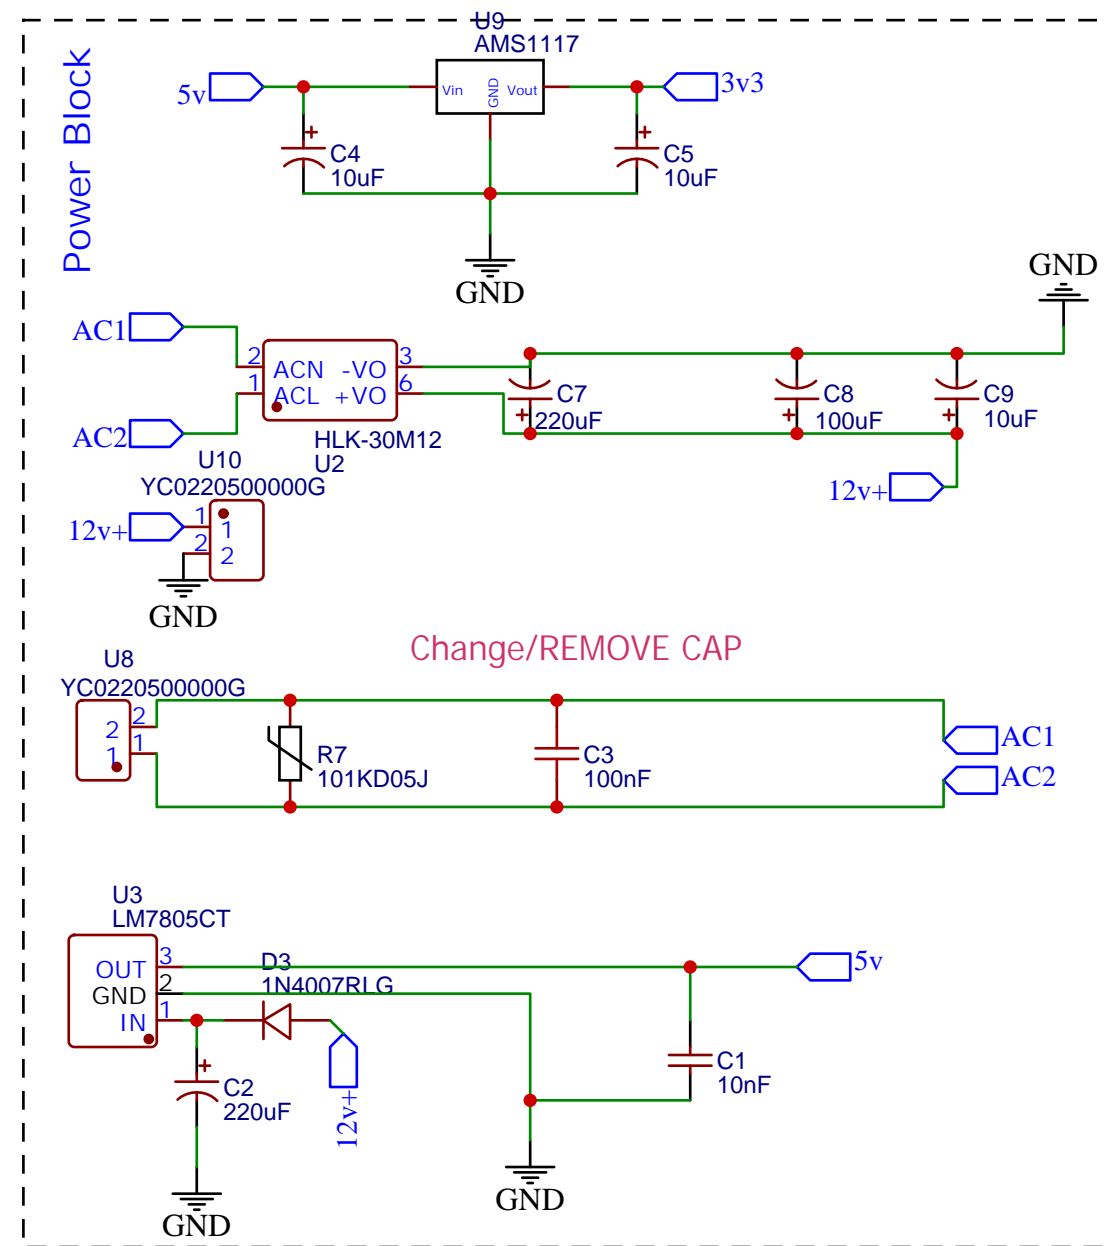 Power Block
U9
AMS1117
5v
Vin
GND
Vout
3v3
+
C4
10uF
+
C5
10uF
GND
GND
AC1
2
ACN
-VO
3
1
ACL
+VO
6
AC2
HLK-30M12
U2
C7
220uF
+
C8
100uF
+
C9
10uF
+
12v+
U10
YC0220500000G
12v+
1
1
2
2
GND
Change/REMOVE CAP
U8
YC0220500000G
2
2
1
1
R7
101KD05J
C3
100nF
AC1
AC2
U3
LM7805CT
OUT
3
GND
2
IN
1
D3
1N4007RLG
5v
+
C2
220uF
12v+
C1
10nF
GND
GND